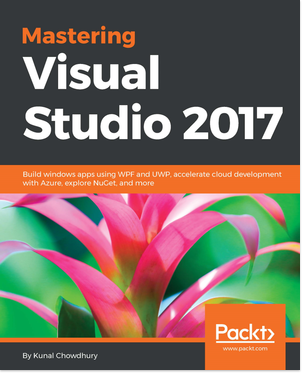 Mastering
Visual
Studio 2017
Build windows apps using WPF and UWP, accelerate cloud development
with Azure, explore NuGet, and more
Packt>
www.packt.com
By Kunal Chowdhury